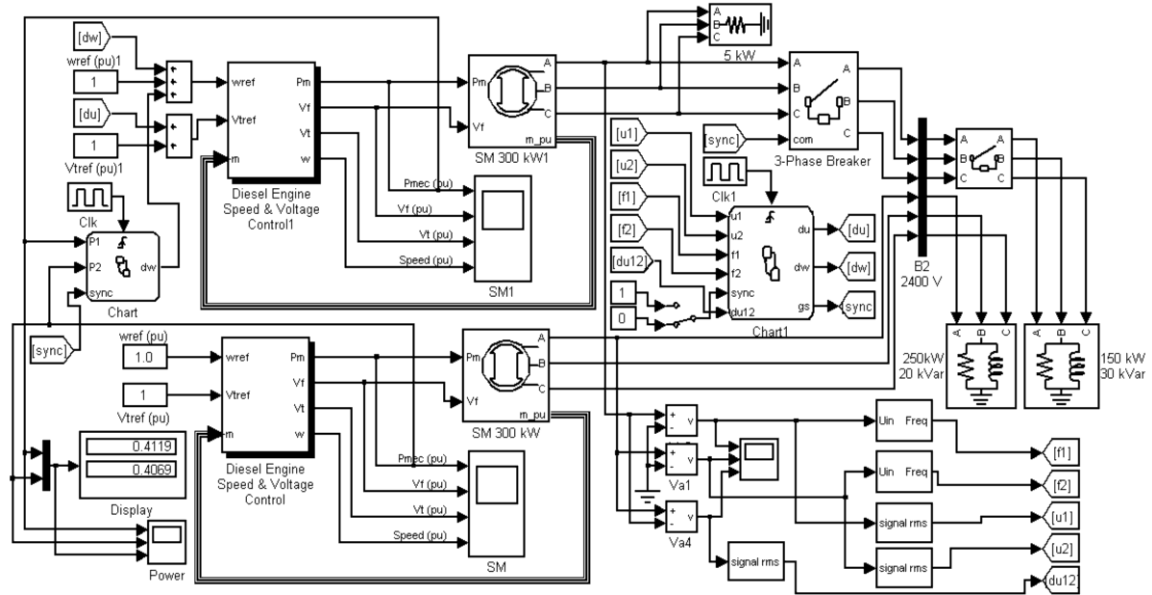 [dw]
wref (pu)1
1
[du]
1
Vtref (pu)1
wref
Vtref
m
Pm
Vf
Vt
w
Diesel Engine
Speed & Voltage
Control1
Pm
Vf
A
B
C
m_pu
SM 300 kW1
A
B
C
5 kW
A
B
C
com
A
B
C
3-Phase Breaker
[sync]
Clk1
Pmec (pu)
Vf (pu)
Vt (pu)
Speed (pu)
SM1
Clk
P1
P2
sync
dw
Chart
[sync]
[u1]
[u2]
[f1]
[f2]
[du12]
1
0
u1
u2
f1
f2
sync
du12
du
dw
gs
Chart1
[du]
[dw]
[sync
A
B
C
B2
2400 V
A
B
C
250kW
20 kVar
A
B
C
150 kW
30 kVar
wref (pu)
1.0
1
Vtref (pu)
wref
Vtref
m
Pm
Vf
Vt
w
Diesel Engine
Speed & Voltage
Control
Pm
Vf
A
B
C
m_pu
SM 300 kW
Pmec (pu)
Vf (pu)
Vt (pu)
Speed (pu)
SM
0.4119
0.4069
Display
Power
+
-
v
+
-
v
Va1
+
-
v
Va4
Uin Freq
Uin Freq
signal rms
signal rms
signal rms
[f1]
[f2]
[u1]
[u2]
[du12]